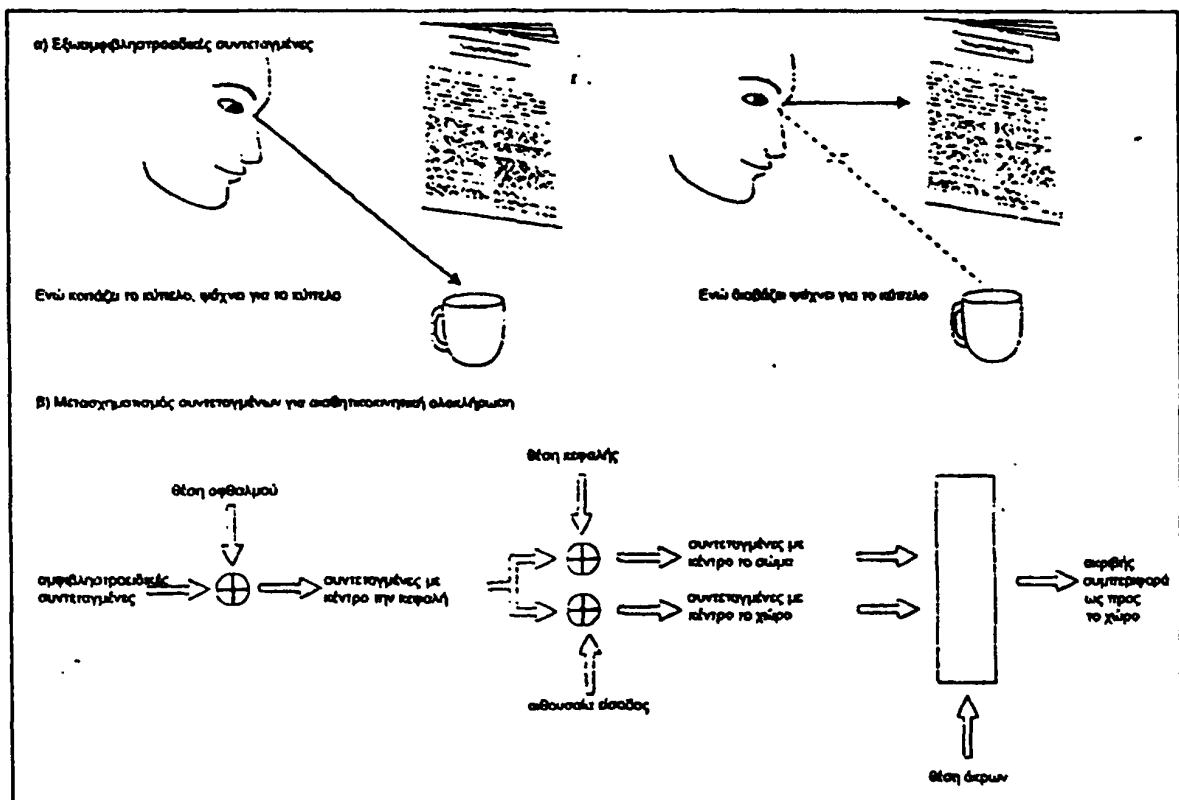 α) Εξωαμφιβληστροειδικές συντεταγμένες
Ενώ κοιτάζει το κύπελο, ψάχνει για το κύπελο
Ενώ διαβάζει ψάχνει για το κύπελο
β) Μετασχηματισμός συντεταγμένων για αισθητικοκινητική ολοκλήρωση
θέση κεφαλής
θέση οφθαλμού
αμφιβληστροειδικές
συντεταγμένες
συντεταγμένες με
κέντρο την κεφαλή
συντεταγμένες με
κέντρο το σώμα
συντεταγμένες με
κέντρο το χώρο
ακριβής
συμπεριφορά
ως προς
το χώρο
αιθουσαία είσοδος
θέση άκρων